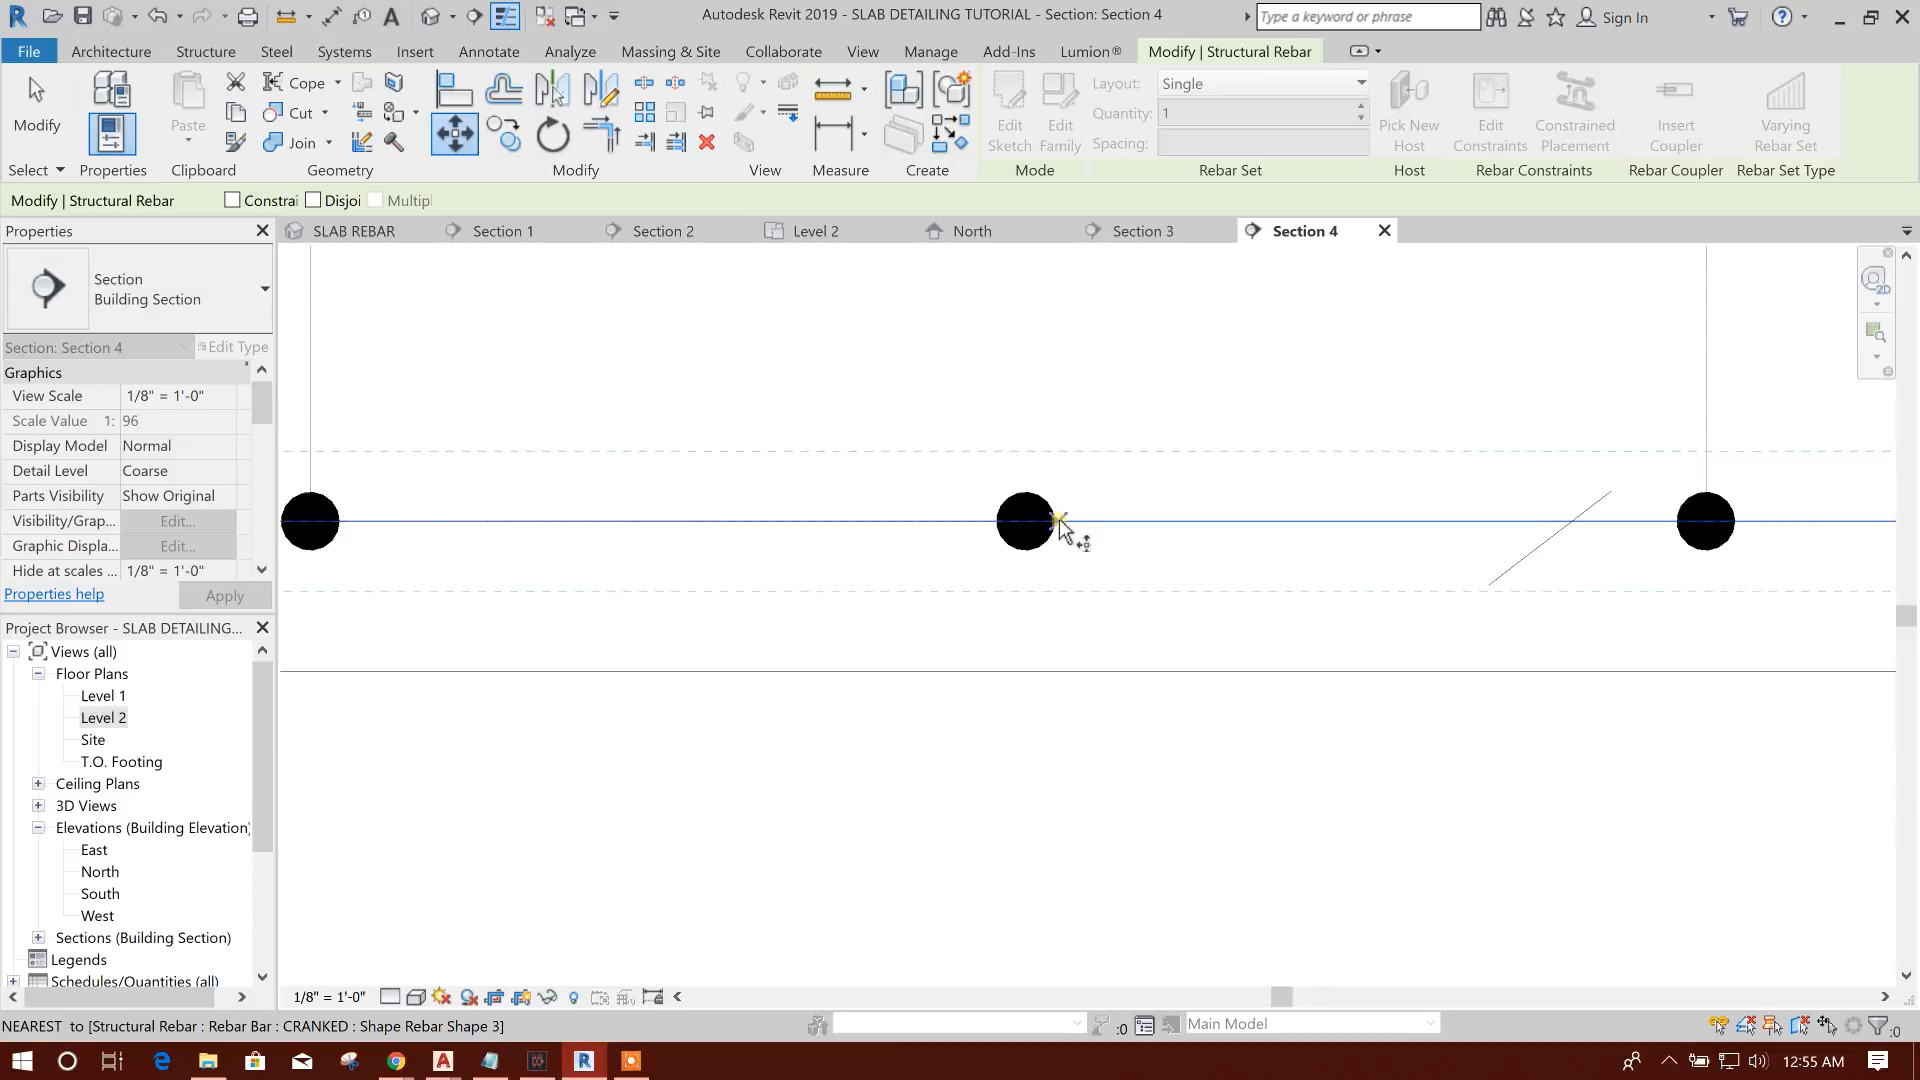 Autodesk Revit 2019 - SLAB DETAILING TUTORIAL - Section: Section 4
Type a keyword or phrase
Sign In
File Architecture Structure Steel Systems Insert Annotate Analyze Massing & Site Collaborate View Manage Add-Ins Lumion® Modify | Structural Rebar
Modify
Paste
Cope
Cut
Join
Edit Sketch
Edit Family
Layout: Single
Quantity: 1
Spacing:
Pick New Host
Edit Constraints
Constrained Placement
Insert Coupler
Varying Rebar Set
Select Properties Clipboard Geometry Modify View Measure Create Mode Rebar Set Host Rebar Constraints Rebar Coupler Rebar Set Type
Modify | Structural Rebar Constrai Disjoi Multipl
Properties
SLAB REBAR Section 1 Section 2 Level 2 North Section 3 Section 4
Section
Building Section
Section: Section 4 Edit Type
Graphics
View Scale 1/8" = 1'-0"
Scale Value 1: 96
Display Model Normal
Detail Level Coarse
Parts Visibility Show Original
Visibility/Grap... Edit...
Graphic Displa... Edit...
Hide at scales ... 1/8" = 1'-0"
Properties help Apply
Project Browser - SLAB DETAILING...
Views (all)
Floor Plans
Level 1
Level 2
Site
T.O. Footing
Ceiling Plans
3D Views
Elevations (Building Elevation)
East
North
South
West
Sections (Building Section)
Legends
Schedules/Quantities (all)
2D
1/8" = 1'-0"
NEAREST to [Structural Rebar : Rebar Bar : CRANKED : Shape Rebar Shape 3]
:0
Main Model
:0
12:55 AM